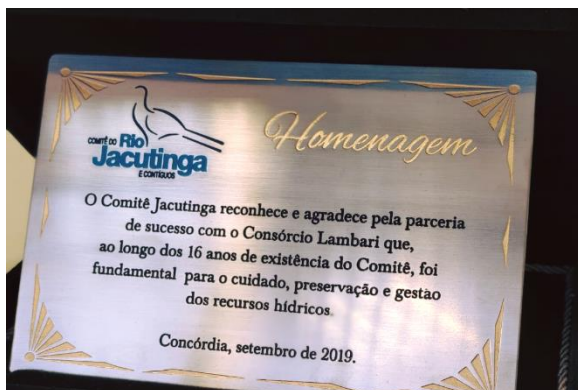 COMITÊ DO Rio
Jacutinga
E CONTÍGUOS
Homenagem
O Comitê Jacutinga reconhece e agradece pela parceria
de sucesso com o Consórcio Lambari que,
ao longo dos 16 anos de existência do Comitê, foi
fundamental para o cuidado, preservação e gestão
dos recursos hídricos.
Concórdia, setembro de 2019.